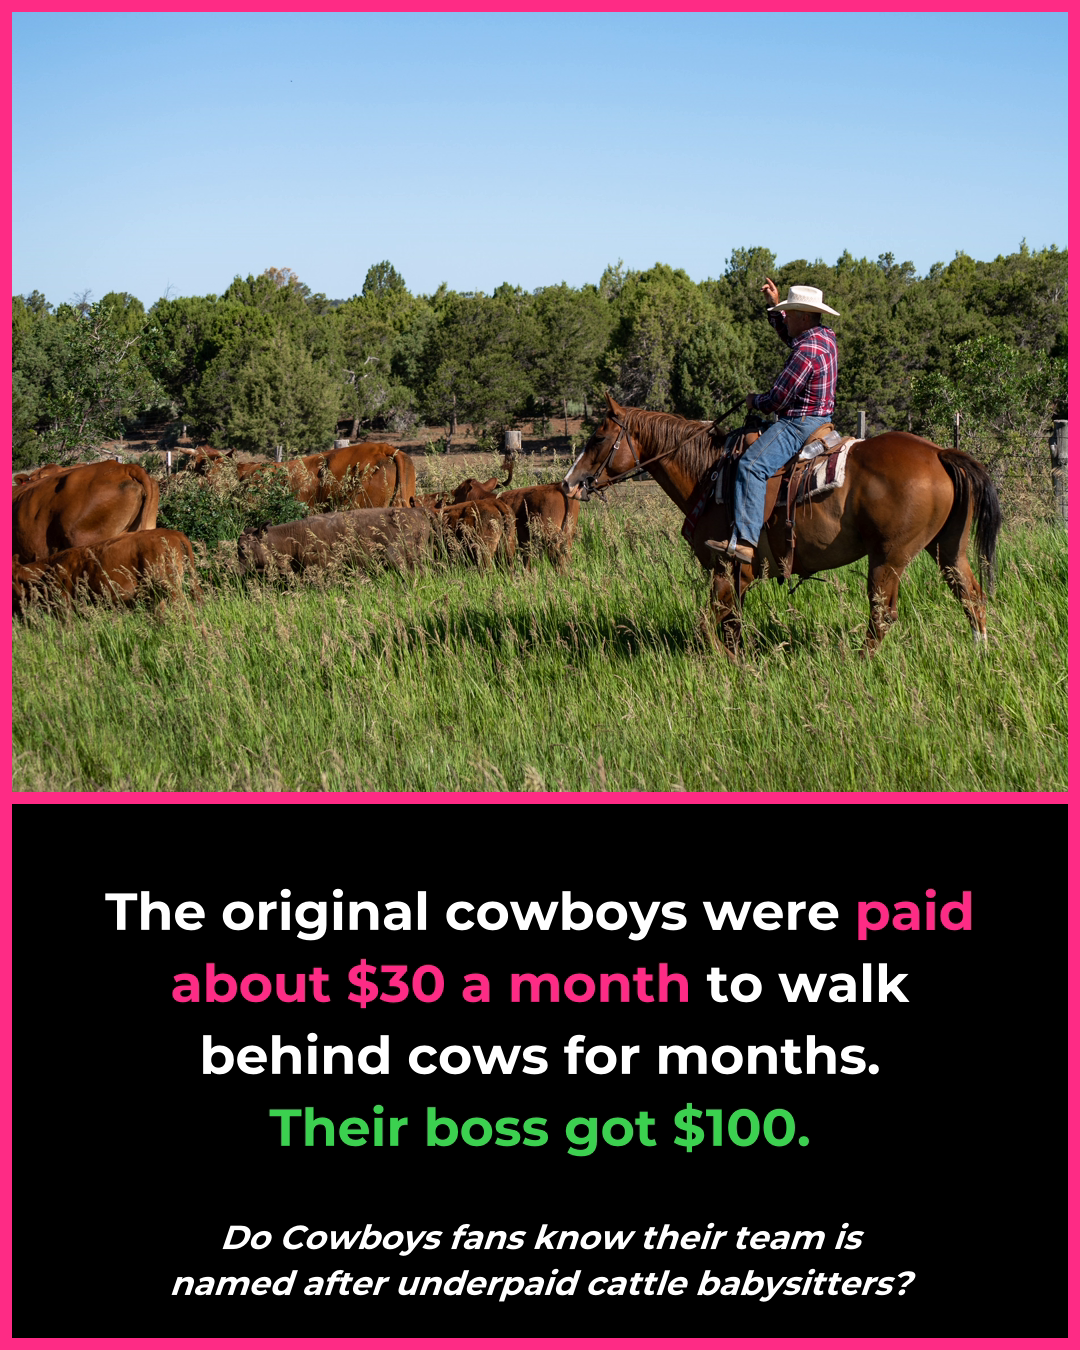 The original cowboys were paid
about $30 a month to walk
behind cows for months.
Their boss got $100.
Do Cowboys fans know their team is
named after underpaid cattle babysitters?